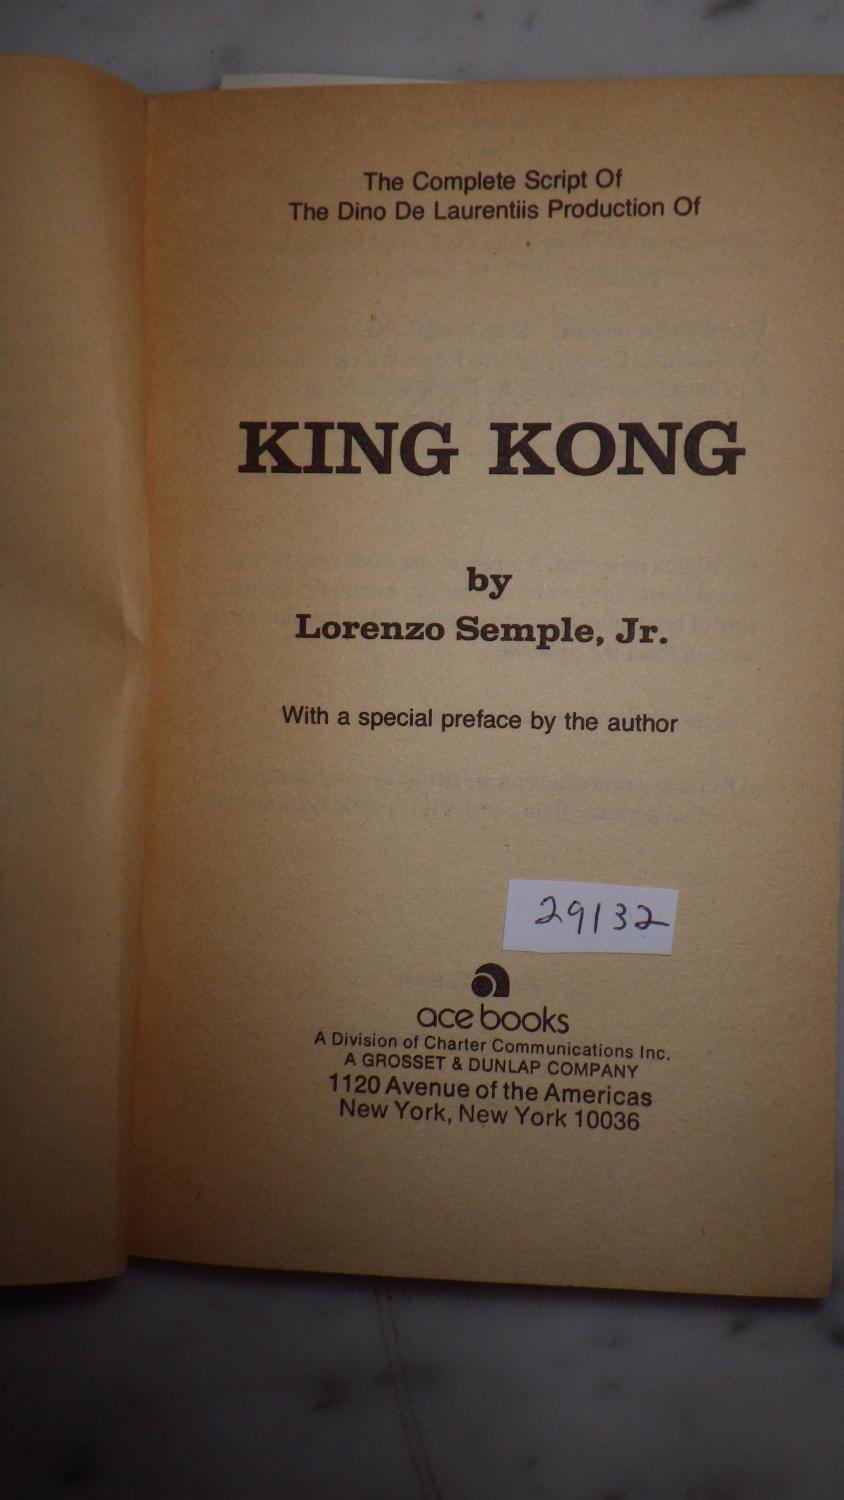 The Complete Script Of
The Dino De Laurentiis Production Of
KING KONG
by
Lorenzo Semple, Jr.
With a special preface by the author
29132
ace books
A Division of Charter Communications Inc.
A GROSSET & DUNLAP COMPANY
1120 Avenue of the Americas
New York, New York 10036